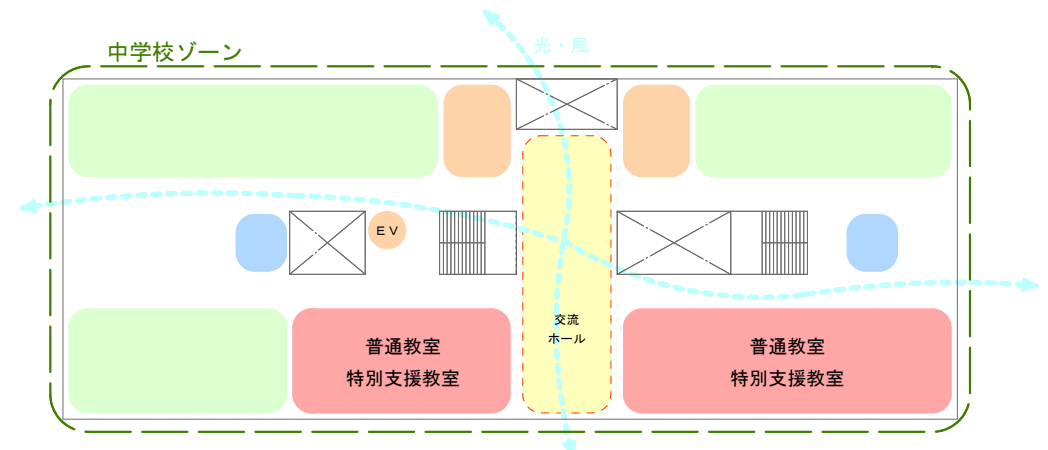 光・風
中学校ゾーン
ＥＶ
交流
ホール
普通教室
特別支援教室
普通教室
特別支援教室